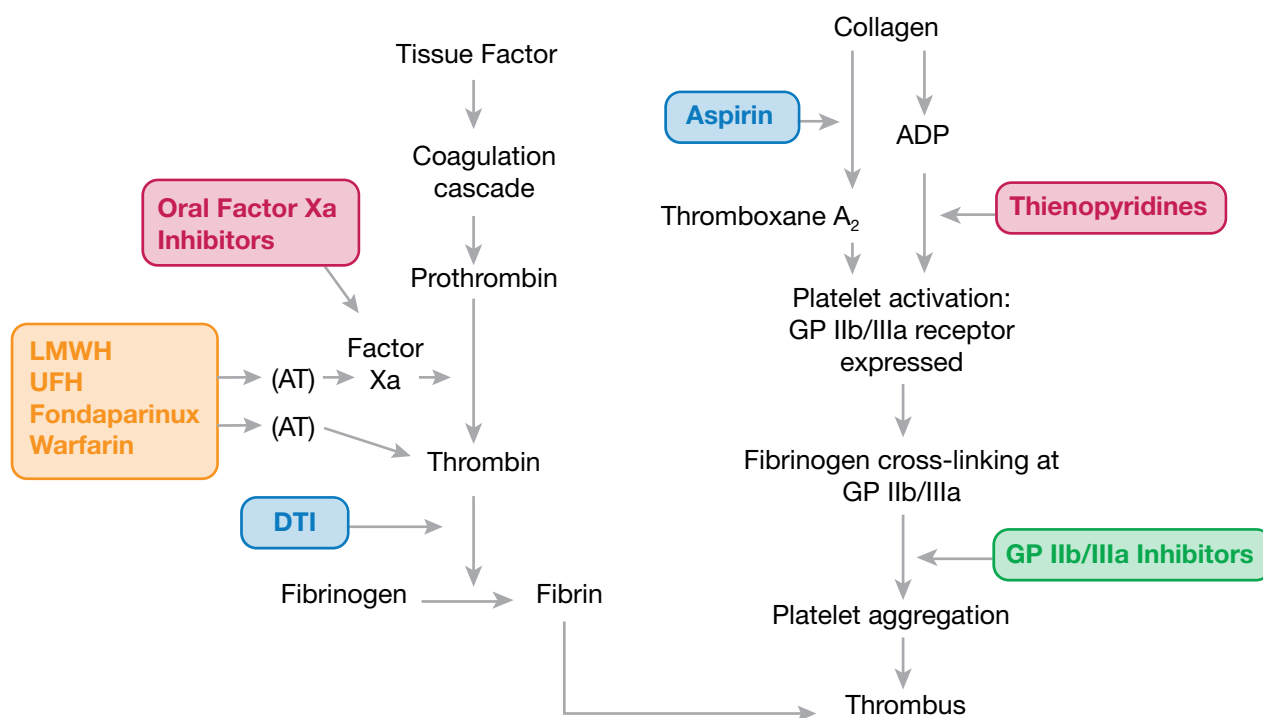 Tissue Factor
Coagulation
cascade
Oral Factor Xa
Inhibitors
Prothrombin
LMWH
UFH
Fondaparinux
Warfarin
(AT)
Factor
Xa
(AT)
Thrombin
DTI
Fibrinogen
Fibrin
Collagen
Aspirin
ADP
Thromboxane A₂
Thienopyridines
Platelet activation:
GP IIb/IIIa receptor
expressed
Fibrinogen cross-linking at
GP IIb/IIIa
GP IIb/IIIa Inhibitors
Platelet aggregation
Thrombus